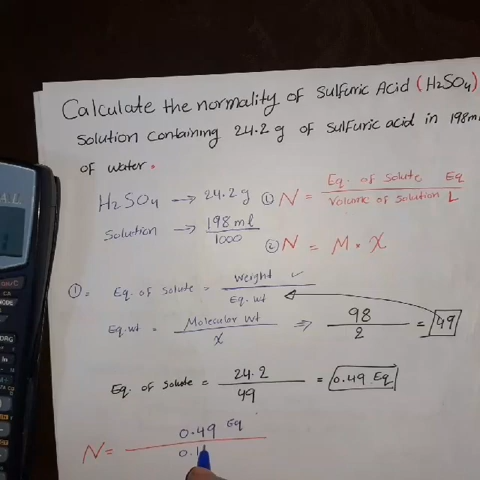 Calculate the normality of Sulfuric Acid (H2SO4)
solution containing 24.2 g of sulfuric acid in 198ml
of water.
H2SO4 → 24.2 g
Solution → 198 ml / 1000
① N = Eq. of solute Eq / Volume of solution L
② N = M • X
①. Eq. of solute = Weight ✓ / Eq. wt
Eq. wt = Molecular wt / X ⇒ 98 / 2 = 49
Eq. of solute = 24.2 / 49 = 0.49 Eq
N = 0.49 Eq / 0.1